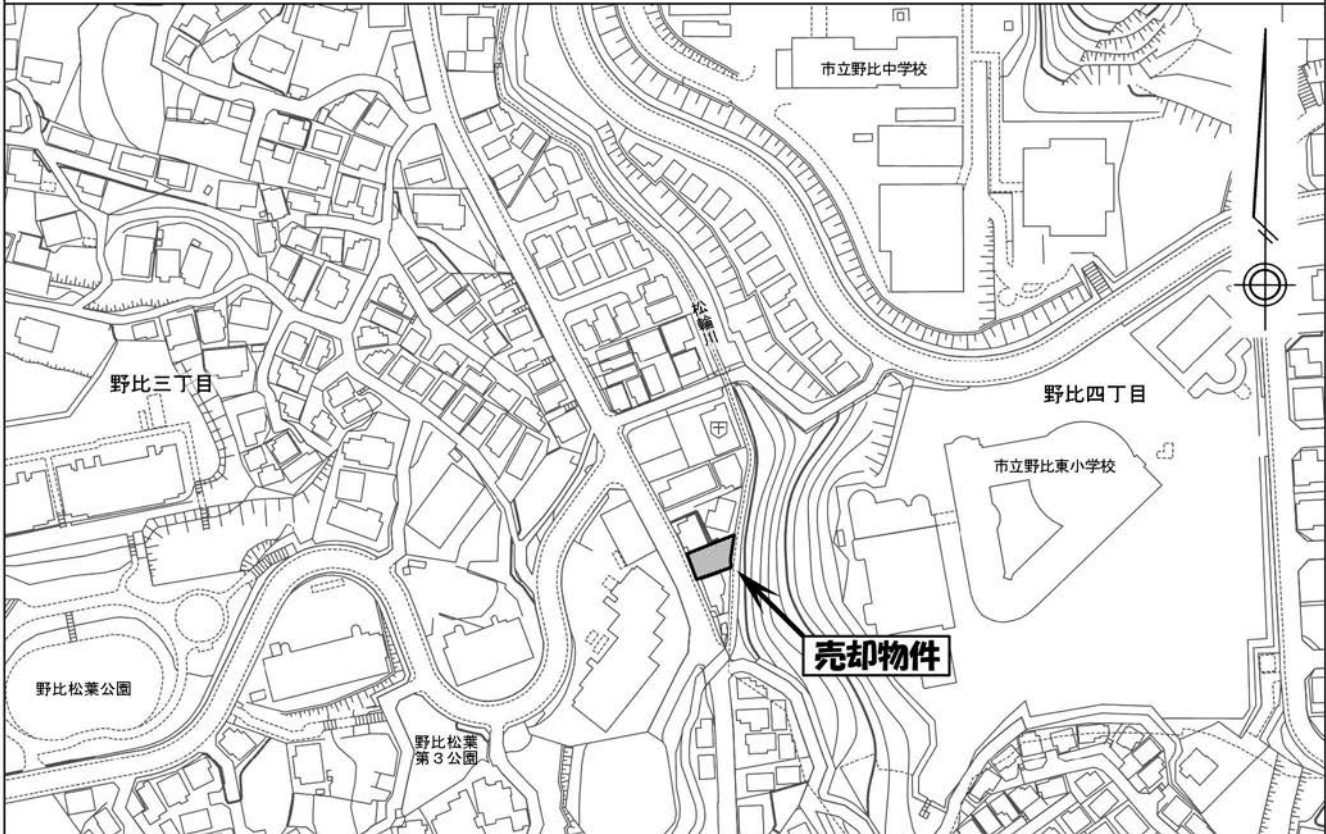 市立野比中学校
松輪川
野比三丁目
野比四丁目
市立野比東小学校
売却物件
野比松葉公園
野比松葉
第3公園